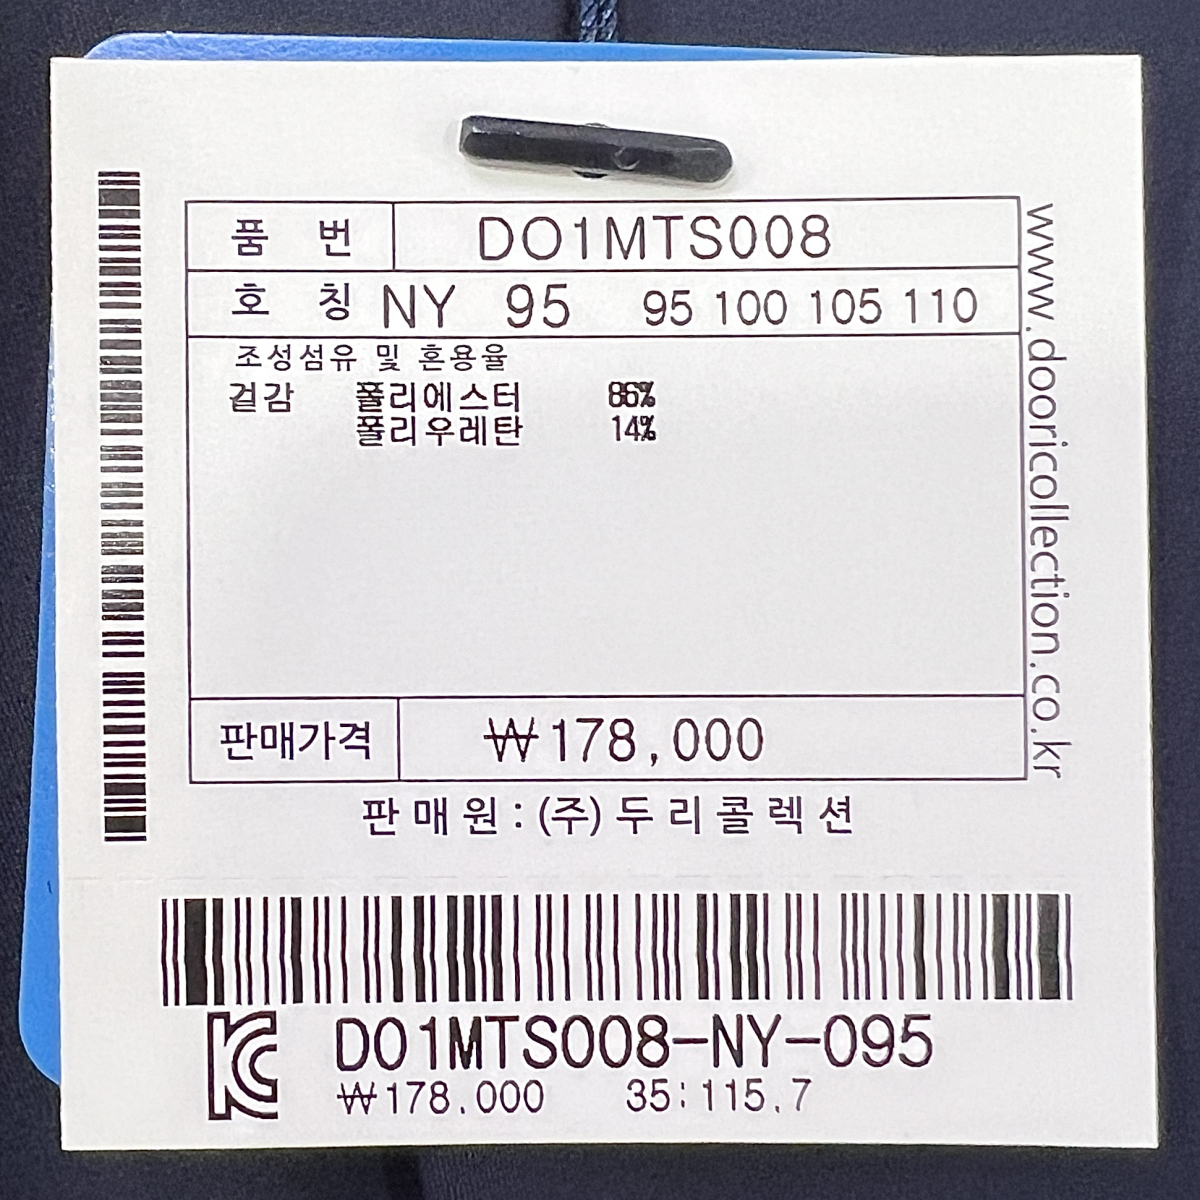 품 번 DO1MTS008
호 칭 NY 95 95 100 105 110
조성섬유 및 혼용율
겉감 폴리에스터 86%
폴리우레탄 14%
판매가격 ₩178,000
판매원 : (주) 두리콜렉션
www.dooricollection.co.kr
KC DO1MTS008-NY-095
₩178.000 35:115.7